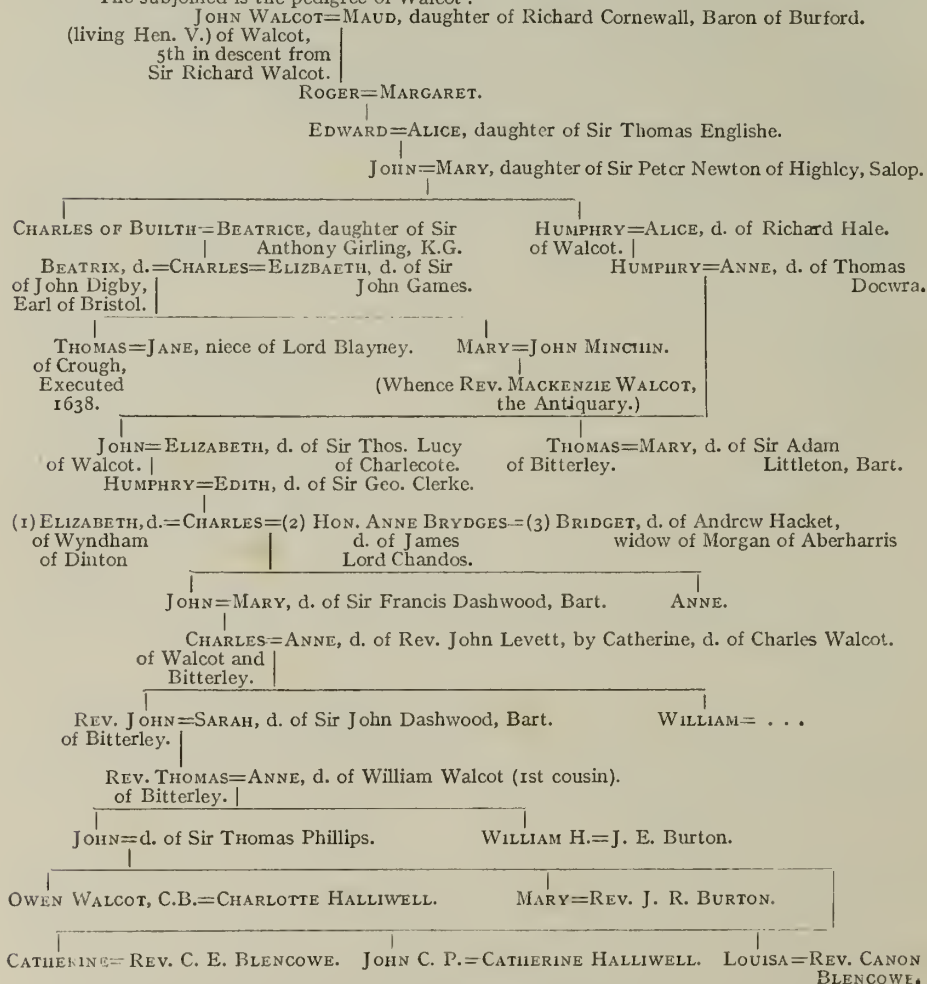 The subjoined is the pedigree of Walcot :
JOHN WALCOT=MAUD, daughter of Richard Cornewall, Baron of Burford.
(living Hen. V.) of Walcot,
5th in descent from
Sir Richard Walcot.
ROGER=MARGARET.
EDWARD=ALICE, daughter of Sir Thomas Englishe.
JOHN=MARY, daughter of Sir Peter Newton of Highley, Salop.
CHARLES OF BUILTH=BEATRICE, daughter of Sir HUMPHRY=ALICE, d. of Richard Hale.
Anthony Girling, K.G. of Walcot.
BEATRIX, d.=CHARLES=ELIZBAETH, d. of Sir HUMPHRY=ANNE, d. of Thomas
of John Digby, John Games. Docwra.
Earl of Bristol.
THOMAS=JANE, niece of Lord Blayney. MARY=JOHN MINCHIN.
of Crough,
Executed (Whence REV. MACKENZIE WALCOT,
1638. the Antiquary.)
JOHN=ELIZABETH, d. of Sir Thos. Lucy THOMAS=MARY, d. of Sir Adam
of Walcot. of Charlecote. of Bitterley. Littleton, Bart.
HUMPHRY=EDITH, d. of Sir Geo. Clerke.
(1) ELIZABETH, d.=CHARLES=(2) HON. ANNE BRYDGES=(3) BRIDGET, d. of Andrew Hacket,
of Wyndham d. of James widow of Morgan of Aberharris
of Dinton Lord Chandos.
JOHN=MARY, d. of Sir Francis Dashwood, Bart. ANNE.
CHARLES=ANNE, d. of Rev. John Levett, by Catherine, d. of Charles Walcot.
of Walcot and
Bitterley.
REV. JOHN=SARAH, d. of Sir John Dashwood, Bart. WILLIAM= . . .
of Bitterley.
REV. THOMAS=ANNE, d. of William Walcot (1st cousin).
of Bitterley.
JOHN=d. of Sir Thomas Phillips. WILLIAM H.=J. E. Burton.
OWEN WALCOT, C.B.=CHARLOTTE HALLIWELL. MARY=REV. J. R. BURTON.
CATHERINE=REV. C. E. BLENCOWE. JOHN C. P.=CATHERINE HALLIWELL. LOUISA=REV. CANON
BLENCOWE.